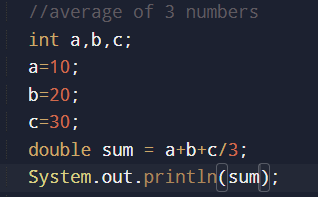 //average of 3 numbers
int a,b,c;
a=10;
b=20;
c=30;
double sum = a+b+c/3;
System.out.println(sum);